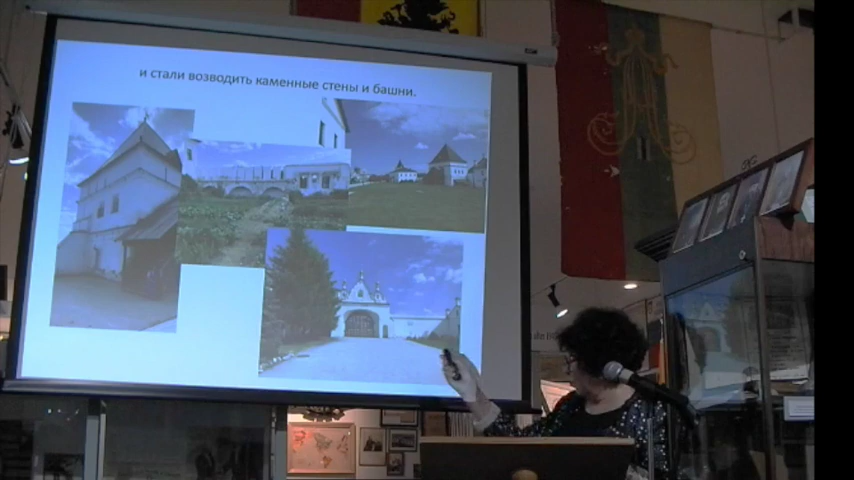 и стали возводить каменные стены и башни.